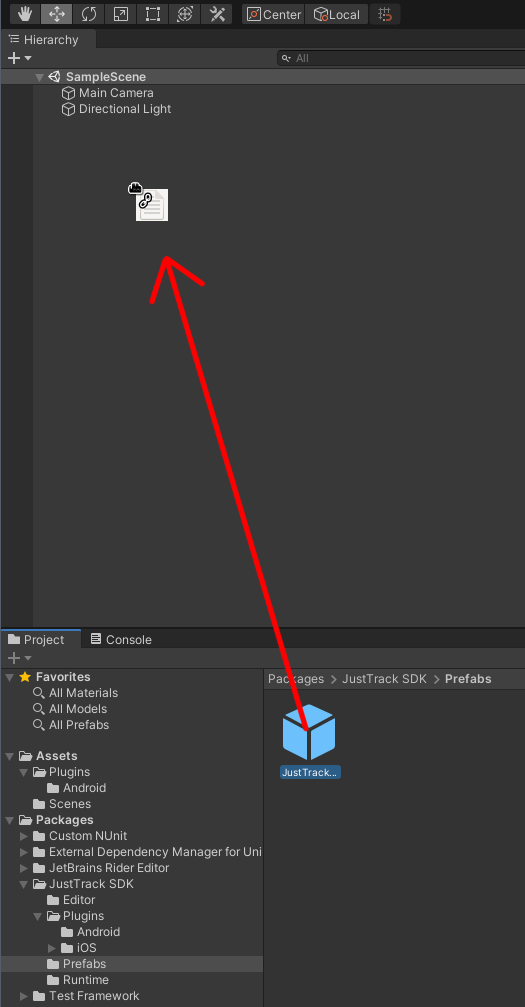 Center Local
Hierarchy
All
SampleScene
Main Camera
Directional Light
Project Console
Favorites
All Materials
All Models
All Prefabs
Assets
Plugins
Android
Scenes
Packages
Custom NUnit
External Dependency Manager for Uni
JetBrains Rider Editor
JustTrack SDK
Editor
Plugins
Android
iOS
Prefabs
Runtime
Test Framework
Packages > JustTrack SDK > Prefabs
JustTrack...